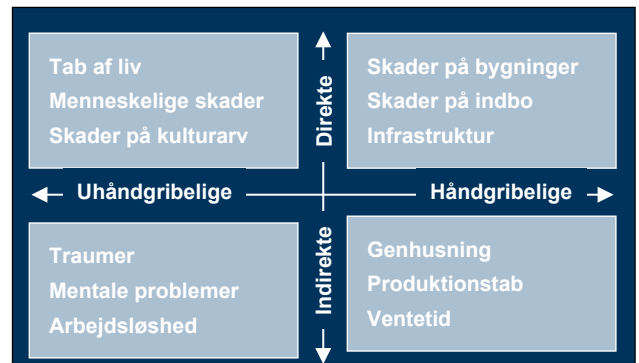 Tab af liv
Menneskelige skader
Skader på kulturarv
Direkte
Skader på bygninger
Skader på indbo
Infrastruktur
Uhåndgribelige
Håndgribelige
Traumer
Mentale problemer
Arbejdsløshed
Indirekte
Genhusning
Produktionstab
Ventetid